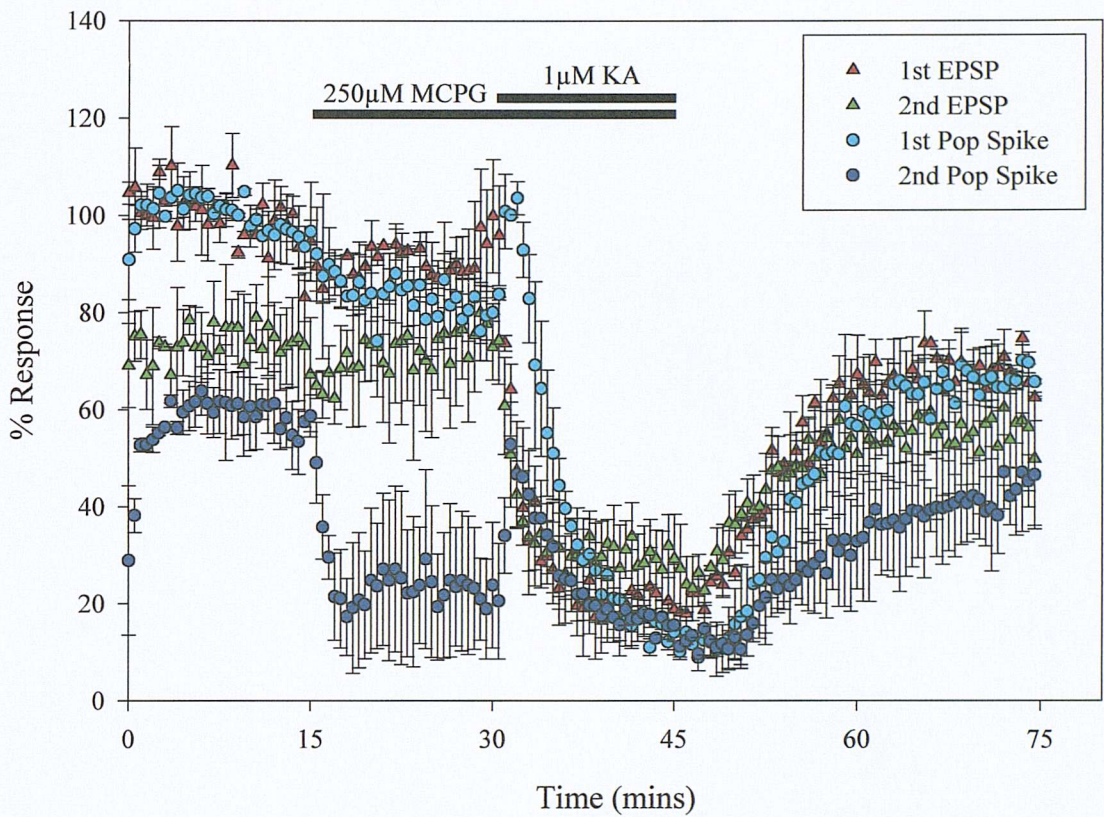 140
120
100
80
60
40
20
0
% Response
250µM MCPG
1µM KA
1st EPSP
2nd EPSP
1st Pop Spike
2nd Pop Spike
0
15
30
45
60
75
Time (mins)